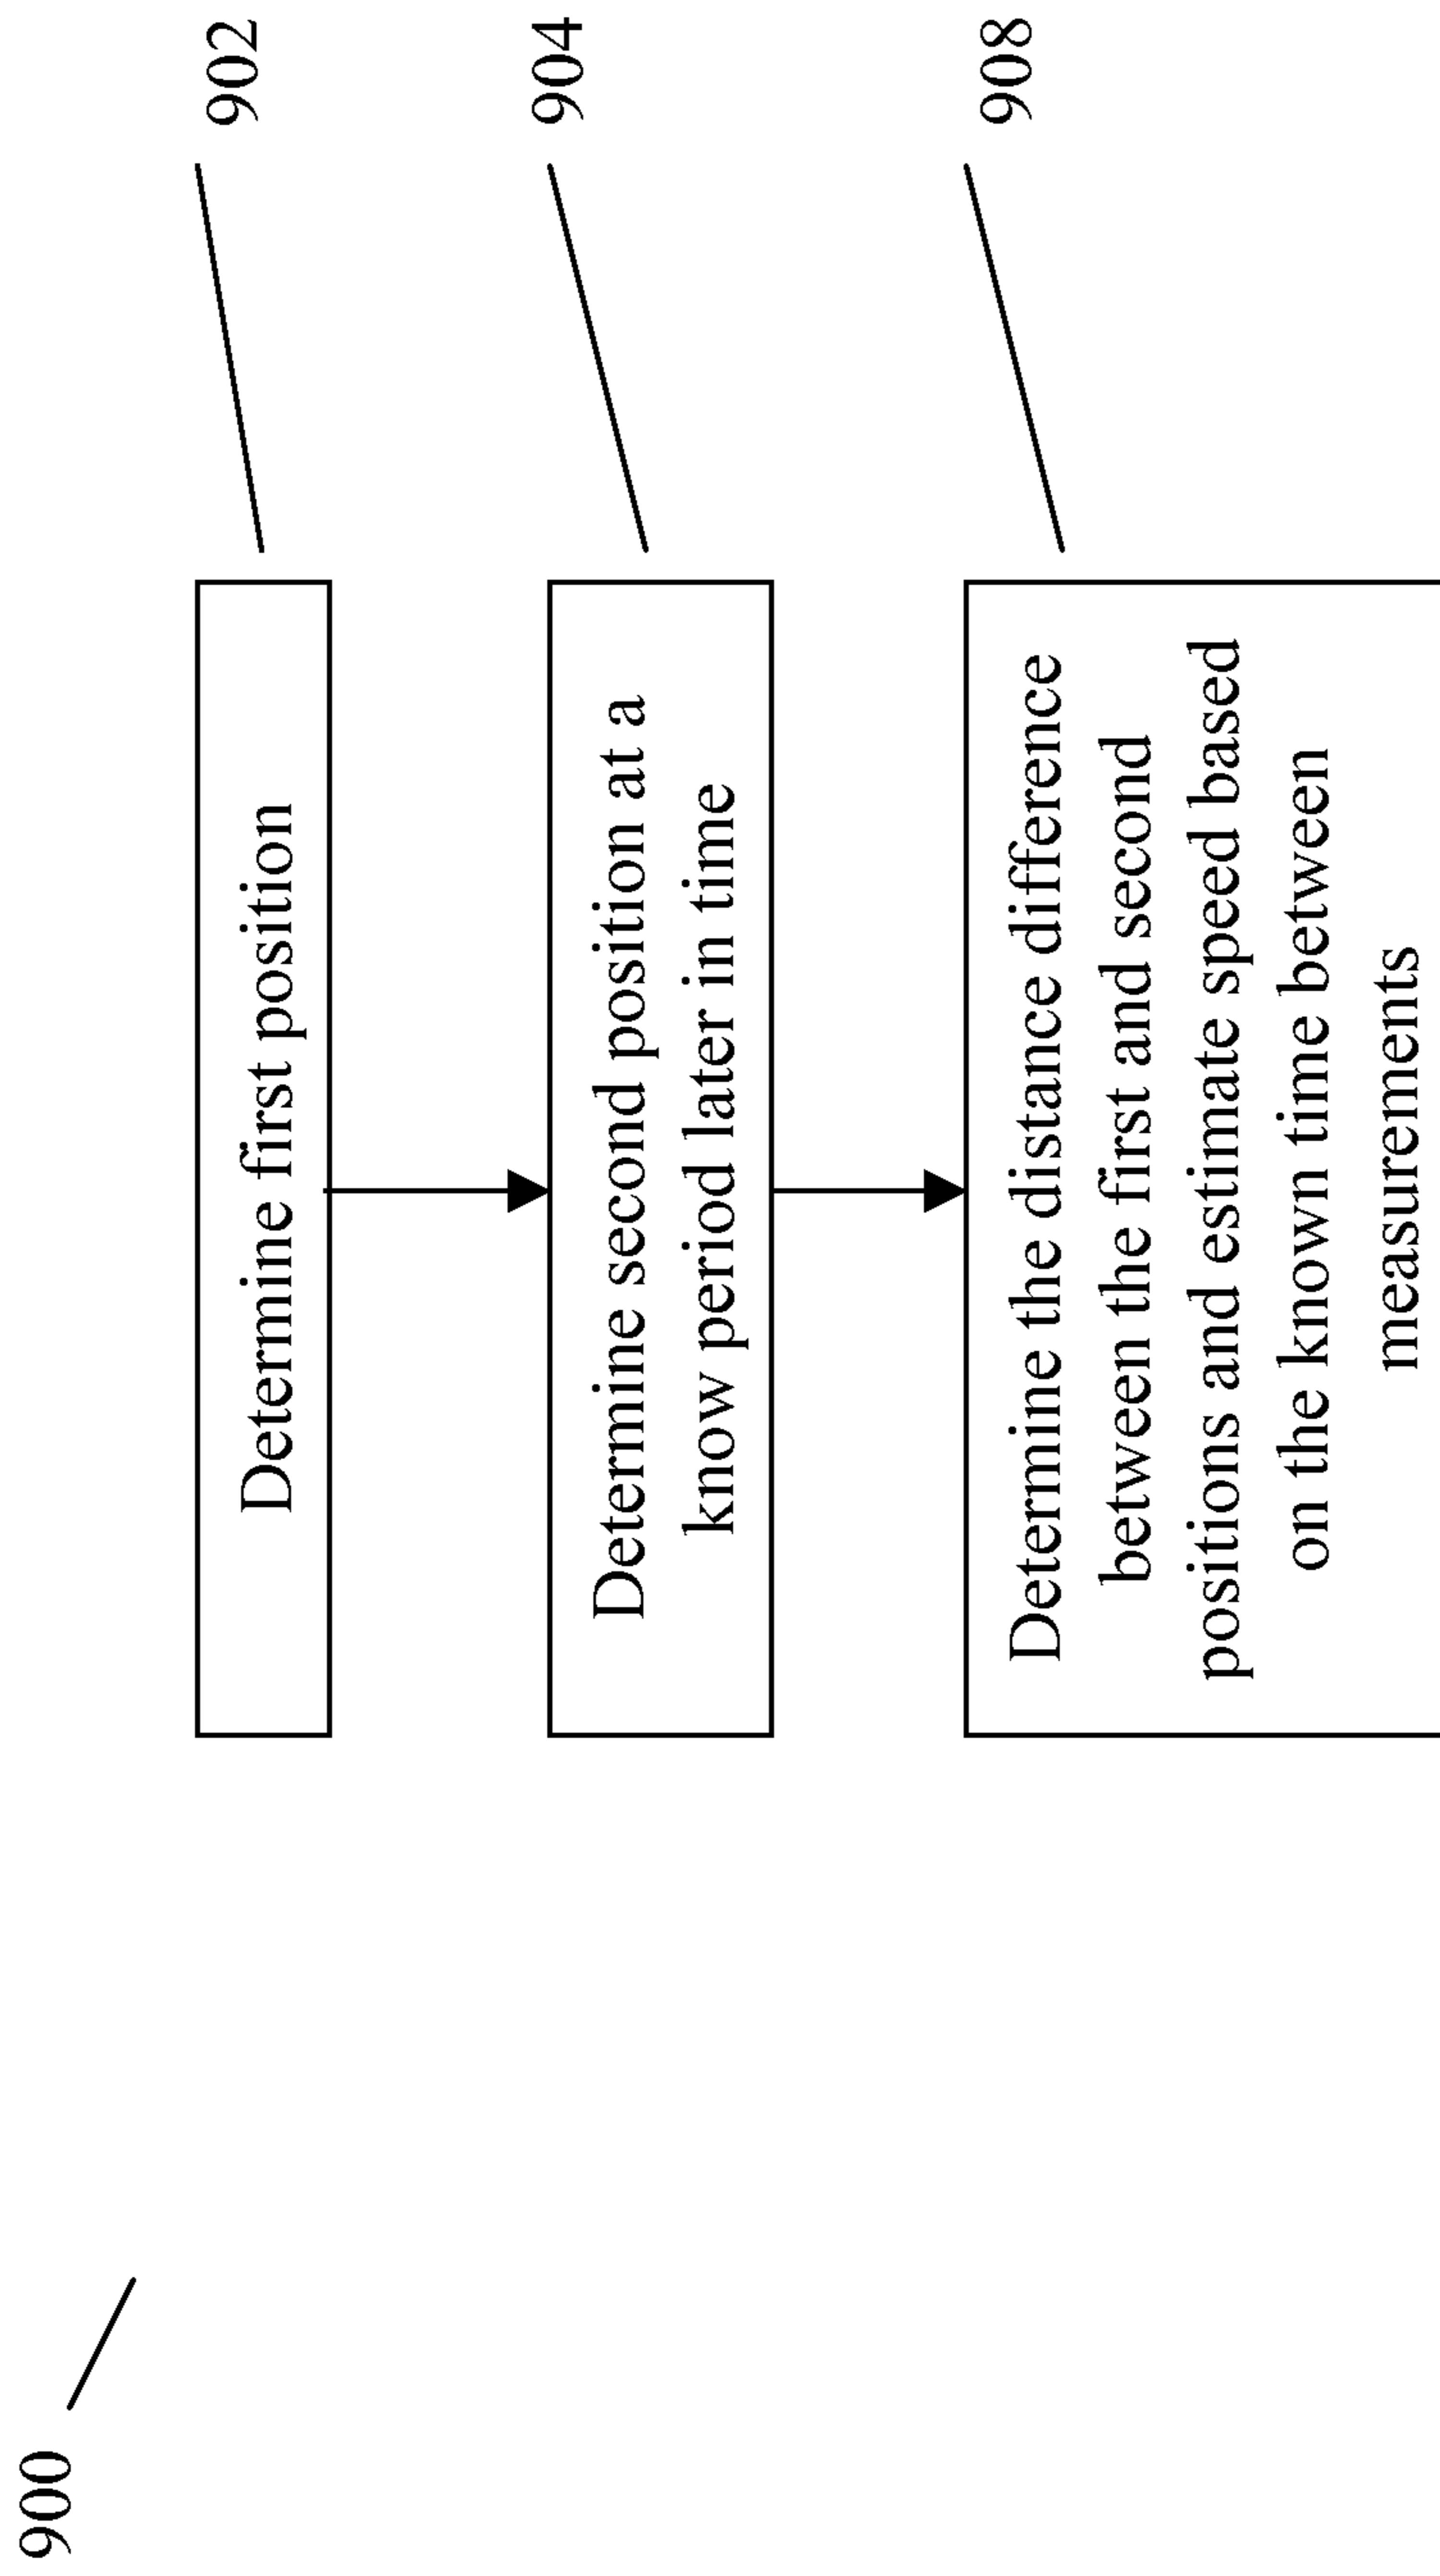 900
Determine first position
902
Determine second position at a
know period later in time
904
Determine the distance difference
between the first and second
positions and estimate speed based
on the known time between
measurements
908